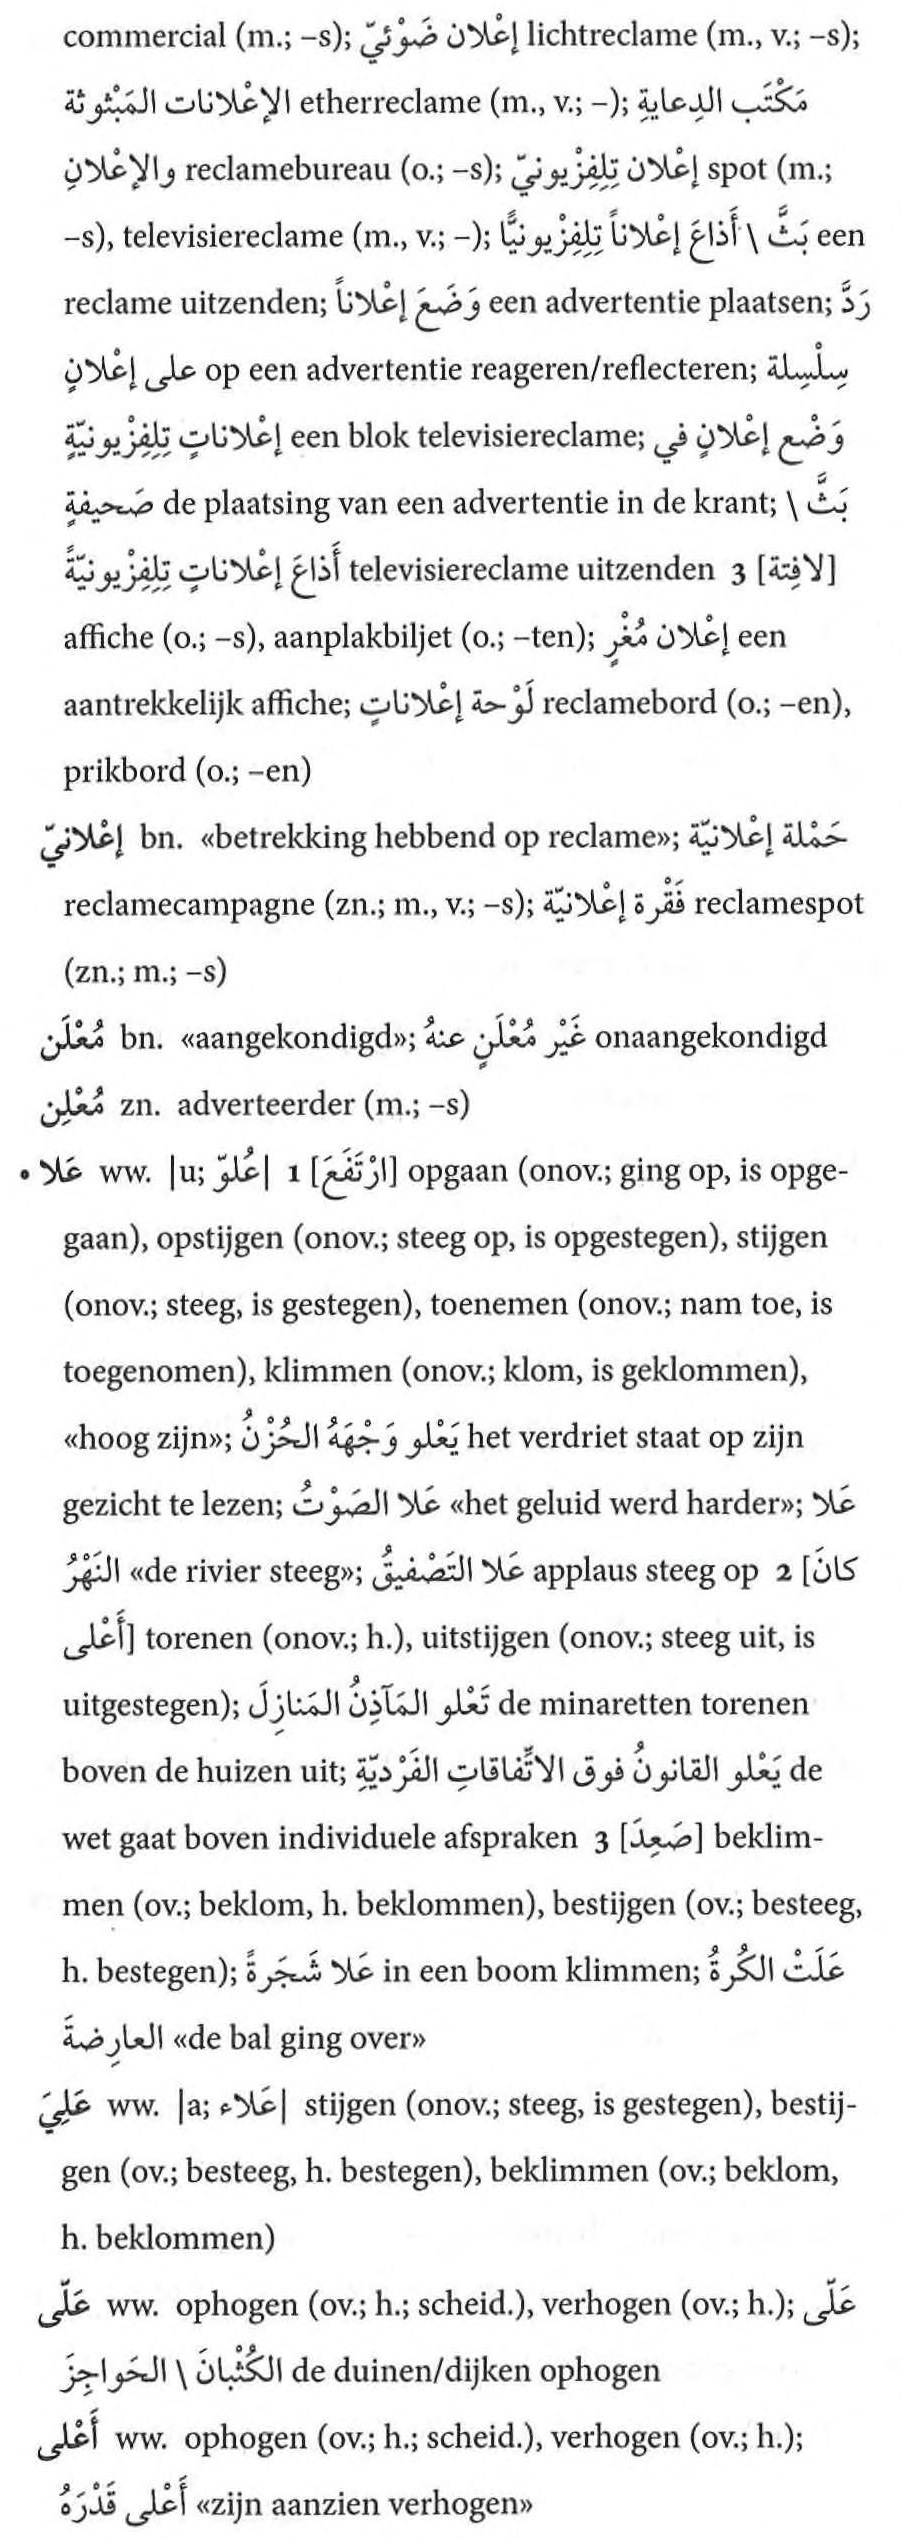 commercial (m.; –s); إعْلان ضَوْئيّ lichtreclame (m., v.; –s);
الإعْلانات المَبْثوثة etherreclame (m., v.; –); مَكْتَب الدِعايةِ
والإعْلانِ reclamebureau (o.; –s); إعْلان تِلِفِزْيونيّ spot (m.;
–s), televisiereclame (m., v.; –); بَثَّ \ أَذاعَ إعْلاناً تِلِفِزْيونيًّا een
reclame uitzenden; وَضَعَ إعْلاناً een advertentie plaatsen; رَدَّ
على إعْلانٍ op een advertentie reageren/reflecteren; سِلْسِلة
إعْلاناتٍ تِلِفِزْيونيّةٍ een blok televisiereclame; وَضْع إعْلانٍ في
صَحيفةٍ de plaatsing van een advertentie in de krant; بَثَّ \
أَذاعَ إعْلاناتٍ تِلِفِزْيونيّةً televisiereclame uitzenden 3 [لافِتة]
affiche (o.; –s), aanplakbiljet (o.; –ten); إعْلان مُغْرٍ een
aantrekkelijk affiche; لَوْحة إعْلاناتٍ reclamebord (o.; –en),
prikbord (o.; –en)
إعْلانيّ bn. «betrekking hebbend op reclame»; حَمْلة إعْلانيّة
reclamecampagne (zn.; m., v.; –s); فَقْرة إعْلانيّة reclamespot
(zn.; m.; –s)
مُعْلَن bn. «aangekondigd»; غَيْر مُعْلَنٍ عنهُ onaangekondigd
مُعْلِن zn. adverteerder (m.; –s)
• عَلا ww. |u; عُلوّ| 1 [ارْتَفَعَ] opgaan (onov.; ging op, is opge-
gaan), opstijgen (onov.; steeg op, is opgestegen), stijgen
(onov.; steeg, is gestegen), toenemen (onov.; nam toe, is
toegenomen), klimmen (onov.; klom, is geklommen),
«hoog zijn»; يَعْلو وَجْهَهُ الحُزْنُ het verdriet staat op zijn
gezicht te lezen; عَلا الصَوْتُ «het geluid werd harder»; عَلا
النَهْرُ «de rivier steeg»; عَلا التَصْفيقُ applaus steeg op 2 [كانَ
أَعْلى] torenen (onov.; h.), uitstijgen (onov.; steeg uit, is
uitgestegen); تَعْلو المَآذِنُ المَنازِلَ de minaretten torenen
boven de huizen uit; يَعْلو القانونُ فوق الاتِّفاقاتِ الفَرْديّةِ de
wet gaat boven individuele afspraken 3 [صَعِدَ] beklim-
men (ov.; beklom, h. beklommen), bestijgen (ov.; besteeg,
h. bestegen); عَلا شَجَرةً in een boom klimmen; عَلَتْ الكُرةُ
العارِضةَ «de bal ging over»
عَلِيَ ww. |a; عَلاء| stijgen (onov.; steeg, is gestegen), bestij-
gen (ov.; besteeg, h. bestegen), beklimmen (ov.; beklom,
h. beklommen)
عَلّى ww. ophogen (ov.; h.; scheid.), verhogen (ov.; h.); عَلّى
الكُثْبانَ \ الحَواجِزَ de duinen/dijken ophogen
أَعْلى ww. ophogen (ov.; h.; scheid.), verhogen (ov.; h.);
أَعْلى قَدْرَهُ «zijn aanzien verhogen»